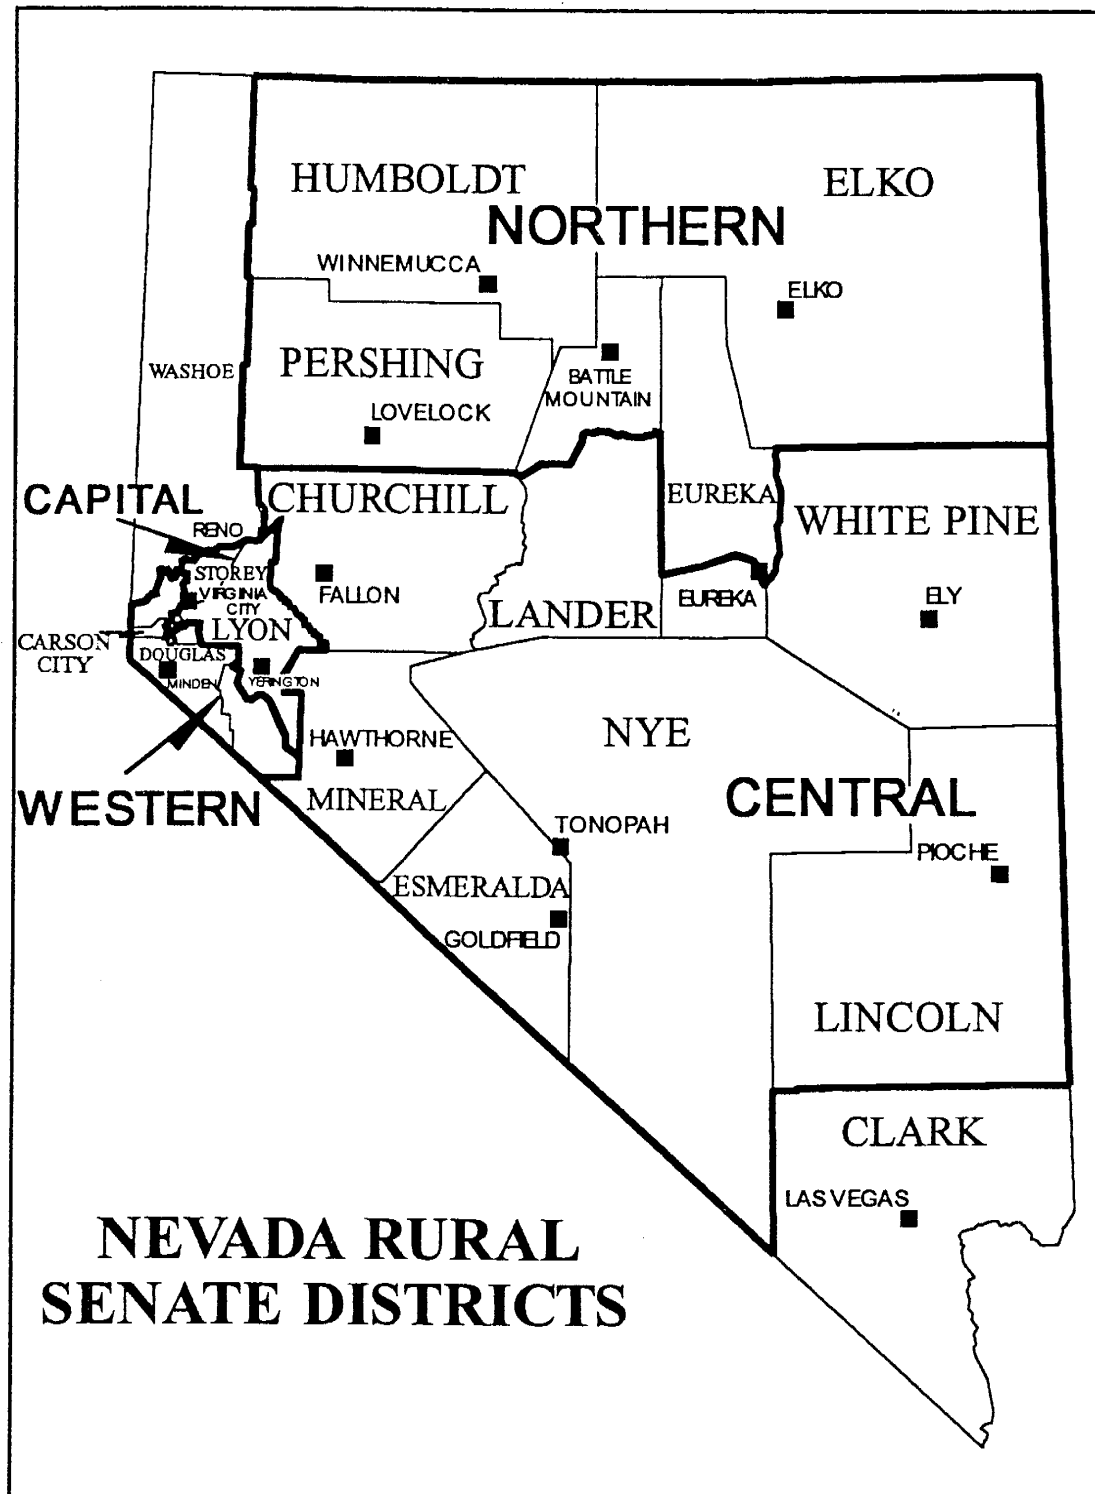 HUMBOLDT
ELKO
NORTHERN
WINNEMUCCA
ELKO
WASHOE
PERSHING
BATTLE
MOUNTAIN
LOVELOCK
CAPITAL
CHURCHILL
EUREKA
WHITE PINE
RENO
STOREY
VIRGINIA
CITY
FALLON
EUREKA
ELY
LANDER
LYON
CARSON
CITY
DOUGLAS
MINDEN
YERINGTON
NYE
HAWTHORNE
WESTERN
MINERAL
CENTRAL
TONOPAH
PIOCHE
ESMERALDA
GOLDFIELD
LINCOLN
CLARK
LAS VEGAS
NEVADA RURAL
SENATE DISTRICTS